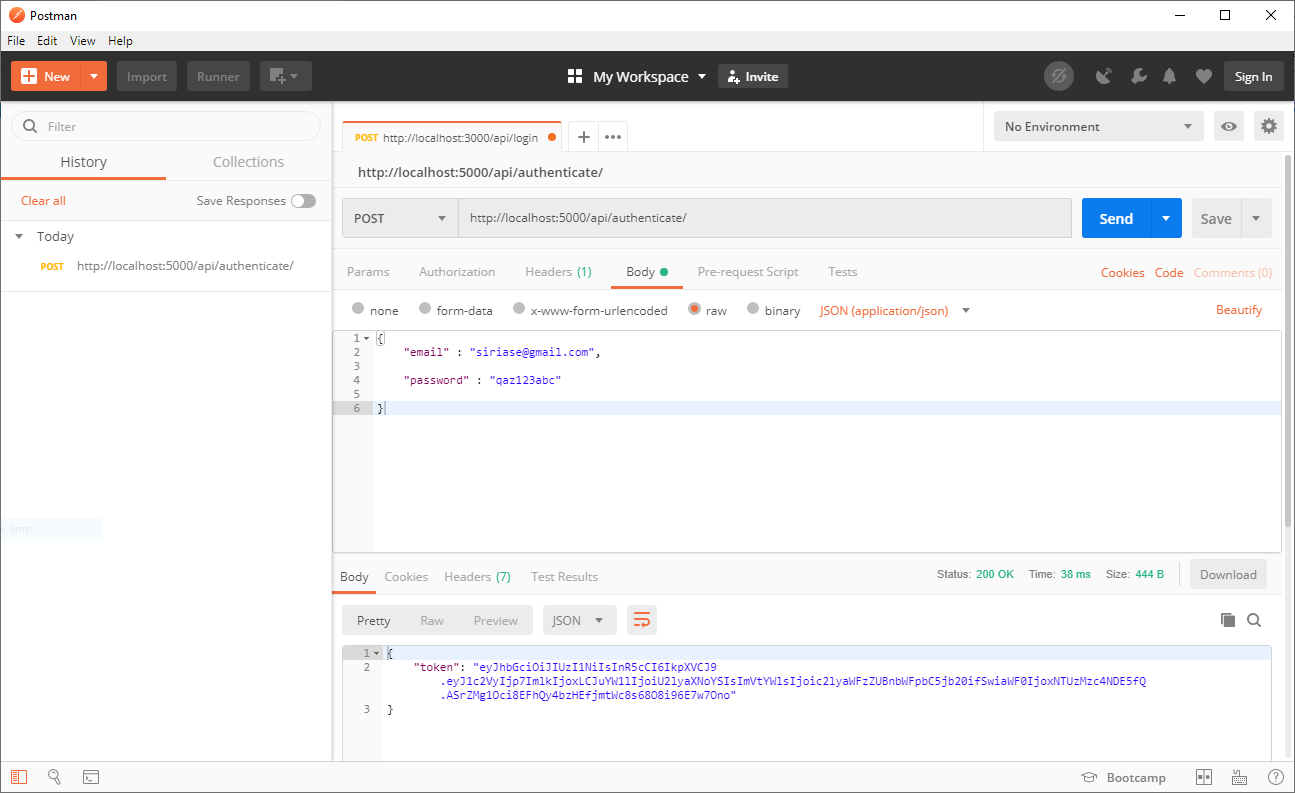 Postman
File Edit View Help
New Import Runner My Workspace Invite Sign In
Filter
History Collections
Clear all Save Responses
Today
POST http://localhost:5000/api/authenticate/
POST http://localhost:3000/api/login
No Environment
http://localhost:5000/api/authenticate/
POST http://localhost:5000/api/authenticate/ Send Save
Params Authorization Headers (1) Body Pre-request Script Tests Cookies Code Comments (0)
none form-data x-www-form-urlencoded raw binary JSON (application/json) Beautify
1 {
2 "email" : "siriase@gmail.com",
3
4 "password" : "qaz123abc"
5
6 }
Snip
Body Cookies Headers (7) Test Results Status: 200 OK Time: 38 ms Size: 444 B Download
Pretty Raw Preview JSON
1 {
2 "token": "eyJhbGciOiJIUzI1NiIsInR5cCI6IkpXVCJ9
.eyJ1c2VyIjp7ImlkIjoxLCJuYW1lIjoiU2lyaXNoYSIsImVtYWlsIjoic2lyaWFzZUBnbWFpbC5jb20ifSwiaWF0IjoxNTUzMzc4NDE5fQ
.ASrZMg1Oci8EFhQy4bzHEfjmtWc8s68O8i96E7w7Ono"
3 }
Bootcamp